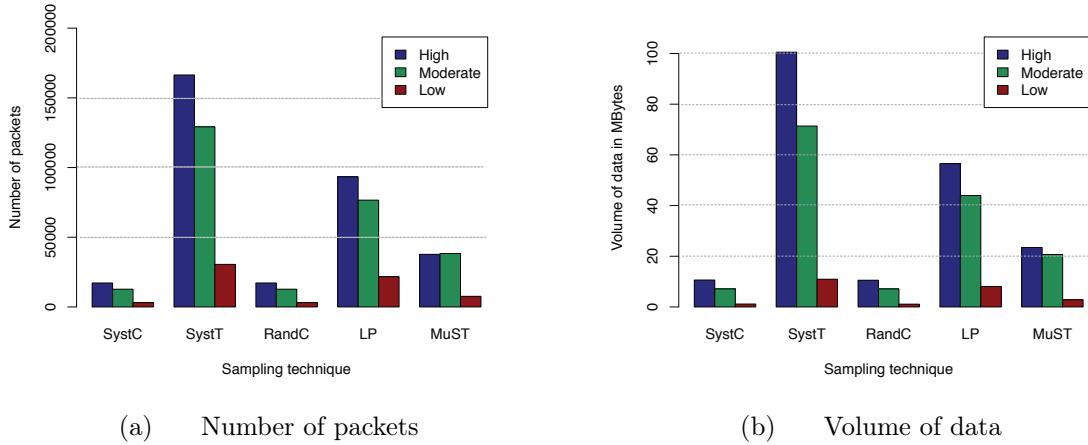 Number of packets
200000
150000
100000
50000
0
High
Moderate
Low
SystC SystT RandC LP MuST
Sampling technique
(a) Number of packets
Volume of data in MBytes
100
80
60
40
20
0
High
Moderate
Low
SystC SystT RandC LP MuST
Sampling technique
(b) Volume of data